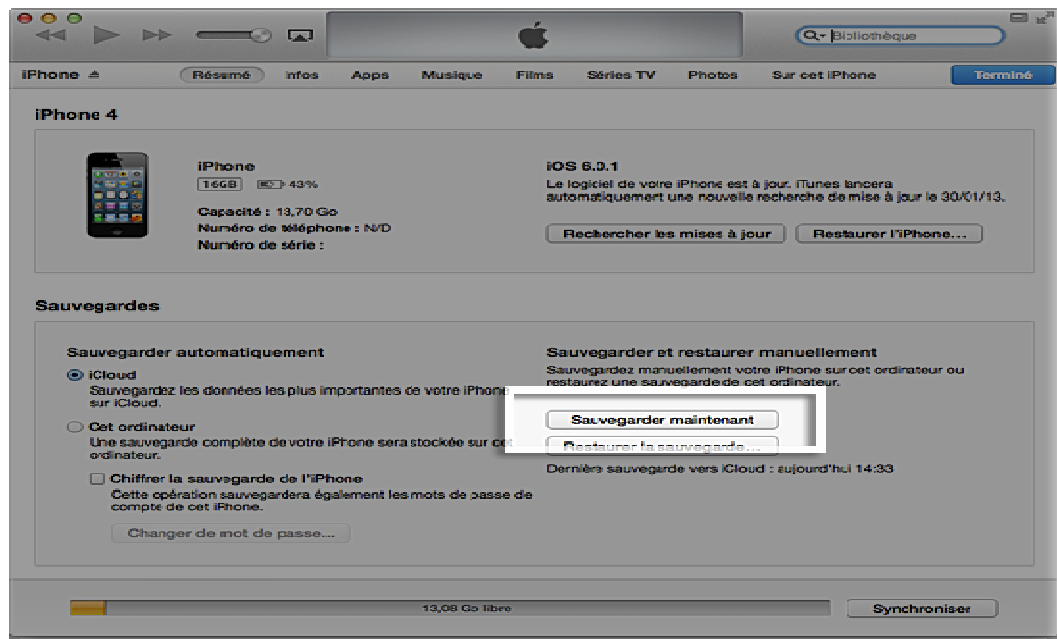 Bibliothèque
iPhone
Résumé
Infos
Apps
Musique
Films
Séries TV
Photos
Sur cet iPhone
Terminé
iPhone 4
iPhone
16GB 43%
Capacité : 13,70 Go
Numéro de téléphone : N/D
Numéro de série :
iOS 6.0.1
Le logiciel de votre iPhone est à jour. iTunes lancera
automatiquement une nouvelle recherche de mise à jour le 30/01/13.
Rechercher les mises à jour
Restaurer l'iPhone...
Sauvegardes
Sauvegarder automatiquement
iCloud
Sauvegardez les données les plus importantes de votre iPhone
sur iCloud.
Cet ordinateur
Une sauvegarde complète de votre iPhone sera stockée sur cet
ordinateur.
Chiffrer la sauvegarde de l'iPhone
Cette opération sauvegardera également les mots de passe de
compte de cet iPhone.
Changer de mot de passe...
Sauvegarder et restaurer manuellement
Sauvegardez manuellement votre iPhone sur cet ordinateur ou
restaurez une sauvegarde de cet ordinateur.
Sauvegarder maintenant
Restaurer la sauvegarde...
Dernière sauvegarde vers iCloud : aujourd'hui 14:33
13,08 Go libre
Synchroniser